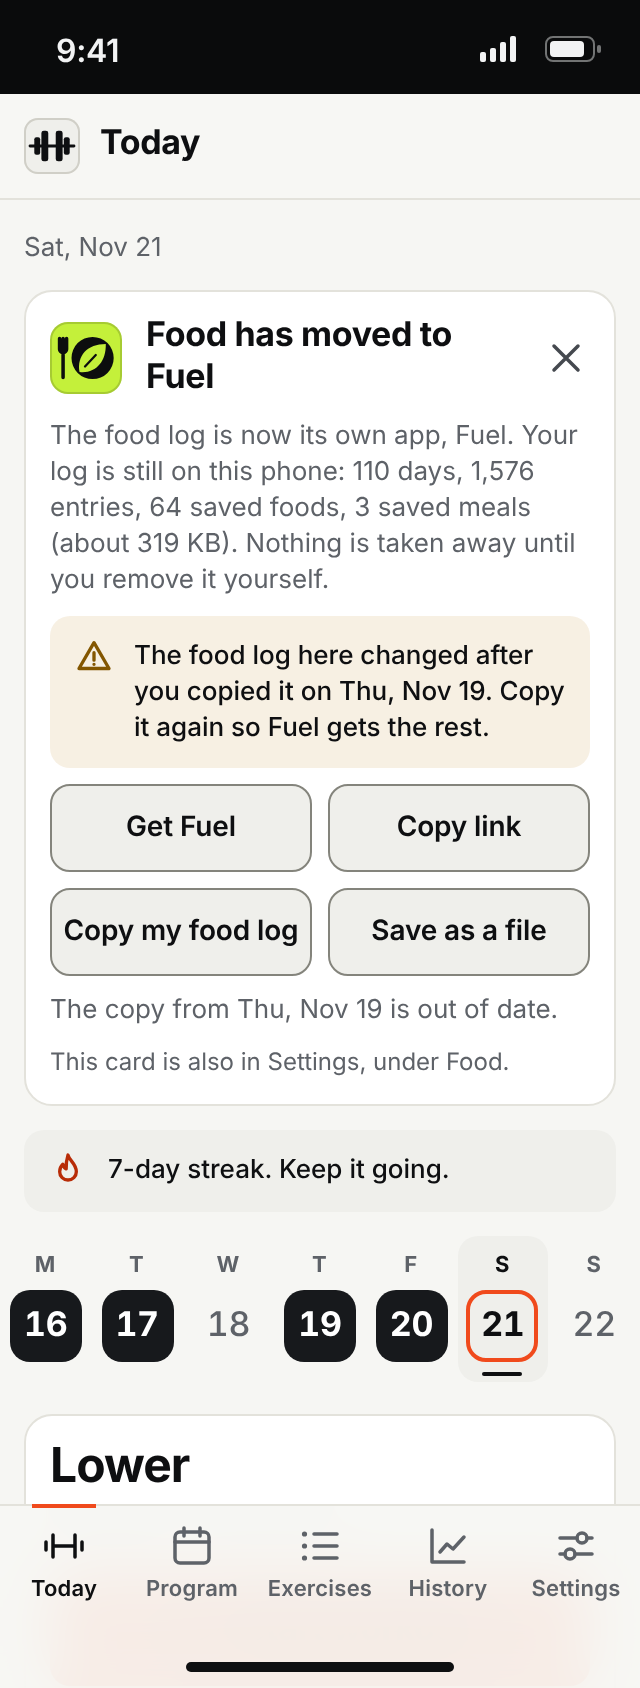 9:41
Today
Sat, Nov 21
Food has moved to
Fuel
The food log is now its own app, Fuel. Your
log is still on this phone: 110 days, 1,576
entries, 64 saved foods, 3 saved meals
(about 319 KB). Nothing is taken away until
you remove it yourself.
The food log here changed after
you copied it on Thu, Nov 19. Copy
it again so Fuel gets the rest.
Get Fuel
Copy link
Copy my food log
Save as a file
The copy from Thu, Nov 19 is out of date.
This card is also in Settings, under Food.
7-day streak. Keep it going.
M T W T F S S
16 17 18 19 20 21 22
Lower
Today Program Exercises History Settings